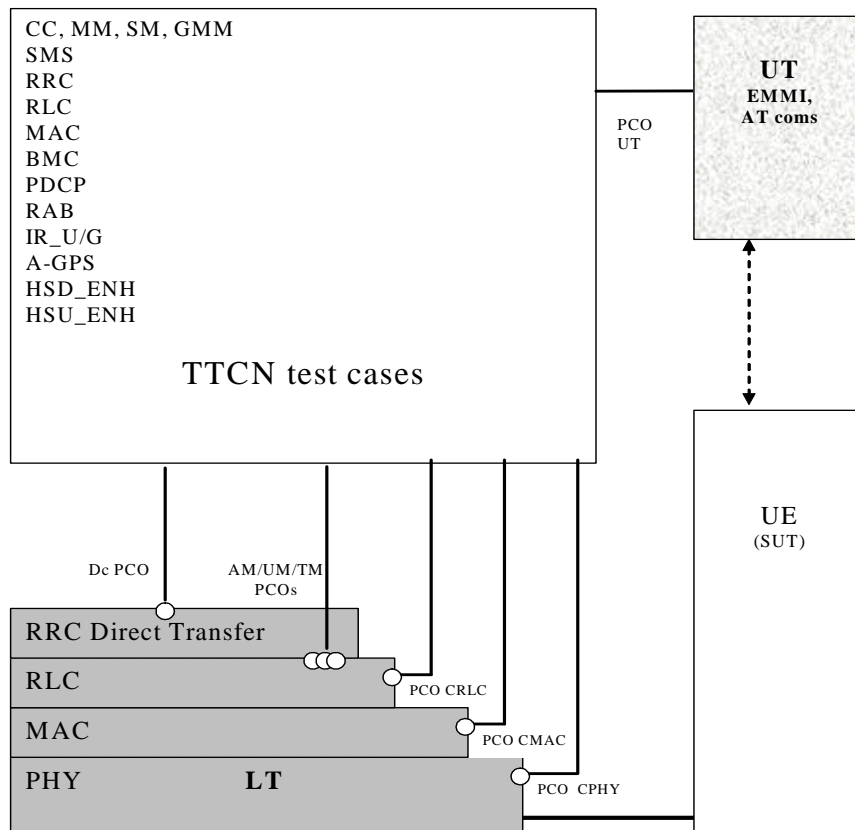 CC, MM, SM, GMM
SMS
RRC
RLC
MAC
BMC
PDCP
RAB
IR_U/G
A-GPS
HSD_ENH
HSU_ENH
TTCN test cases
PCO
UT
UT
EMMI,
AT coms
UE
(SUT)
Dc PCO
AM/UM/TM
PCOs
RRC Direct Transfer
RLC
PCO CRLC
MAC
PCO CMAC
PHY LT
PCO CPHY